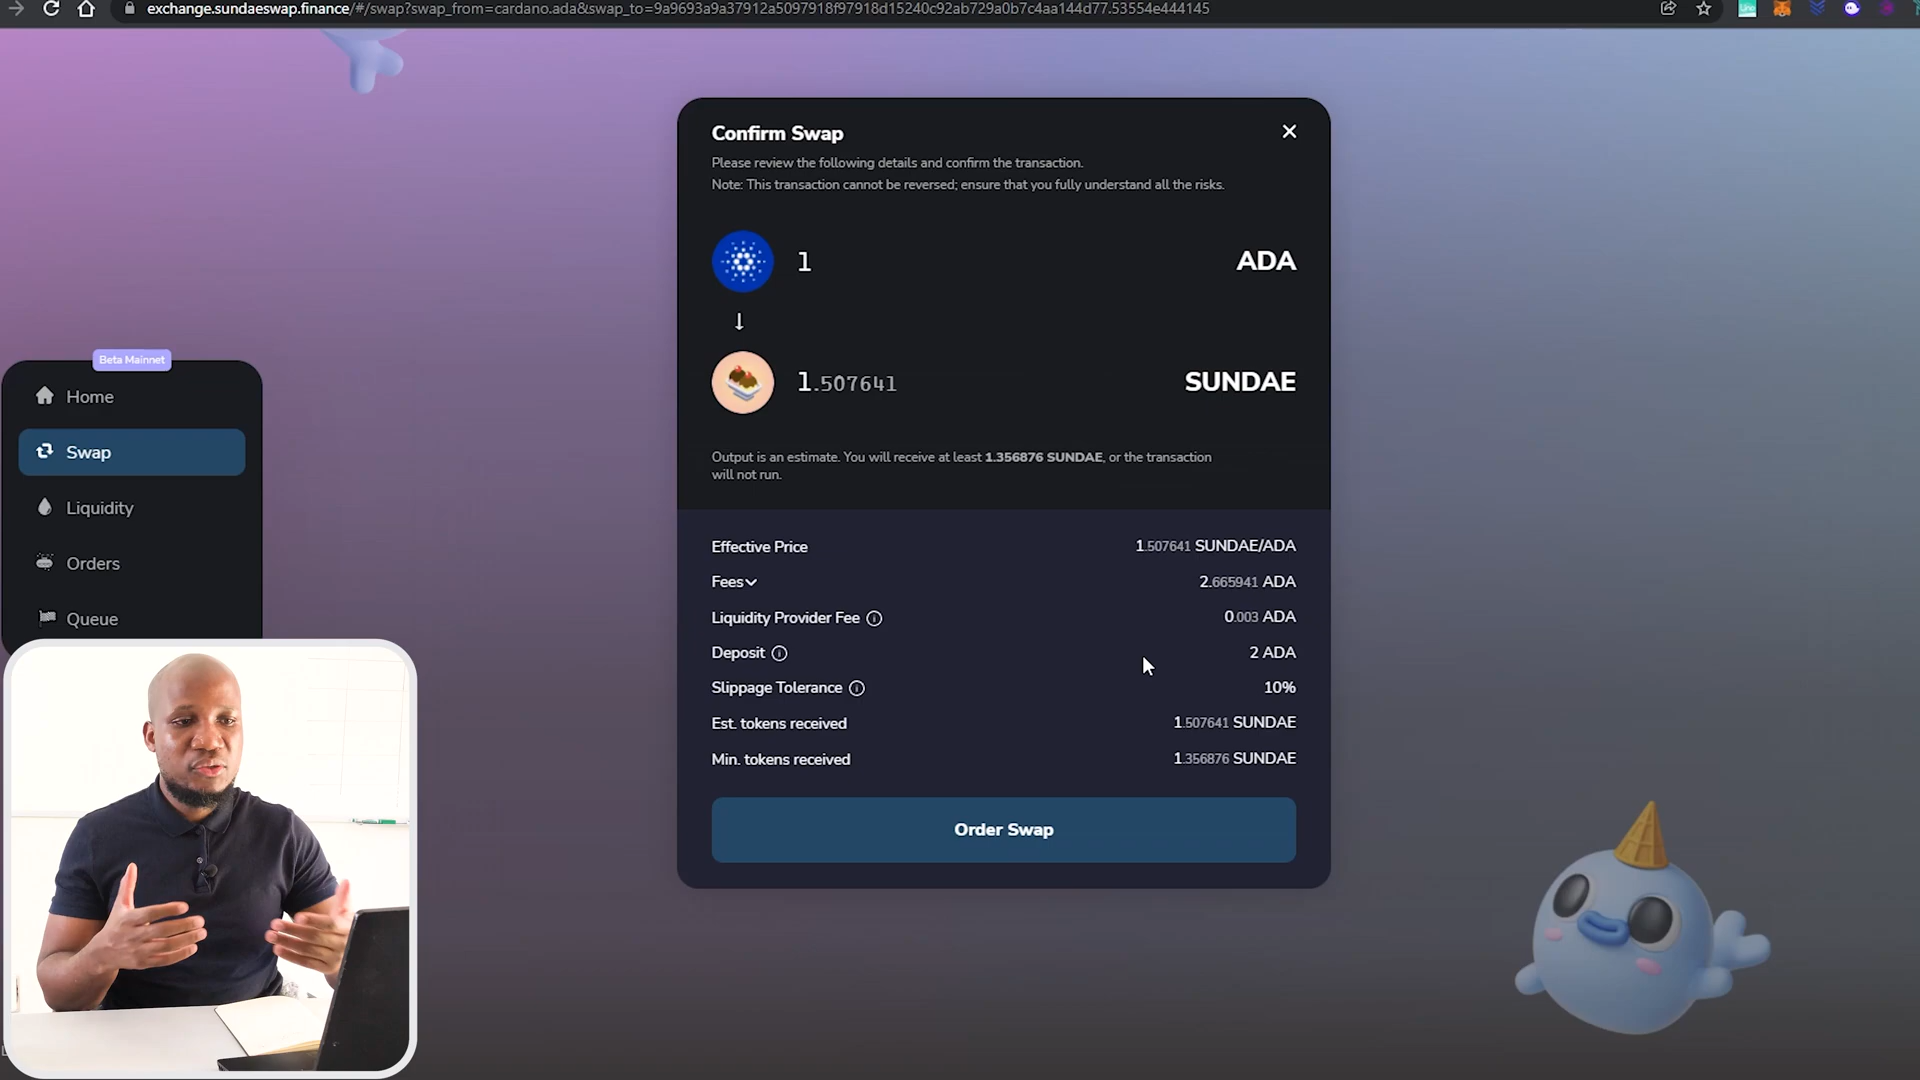 exchange.sundaeswap.finance/#/swap?swap_from=cardano.ada&swap_to=9a9693a9a37912a5097918f97918d15240c92ab729a0b7c4aa144d77.53554e444145
Confirm Swap
Please review the following details and confirm the transaction.
Note: This transaction cannot be reversed; ensure that you fully understand all the risks.
1 ADA
1.507641 SUNDAE
Output is an estimate. You will receive at least 1.356876 SUNDAE, or the transaction
will not run.
Effective Price 1.507641 SUNDAE/ADA
Fees 2.665941 ADA
Liquidity Provider Fee 0.003 ADA
Deposit 2 ADA
Slippage Tolerance 10%
Est. tokens received 1.507641 SUNDAE
Min. tokens received 1.356876 SUNDAE
Order Swap
Beta Mainnet
Home
Swap
Liquidity
Orders
Queue